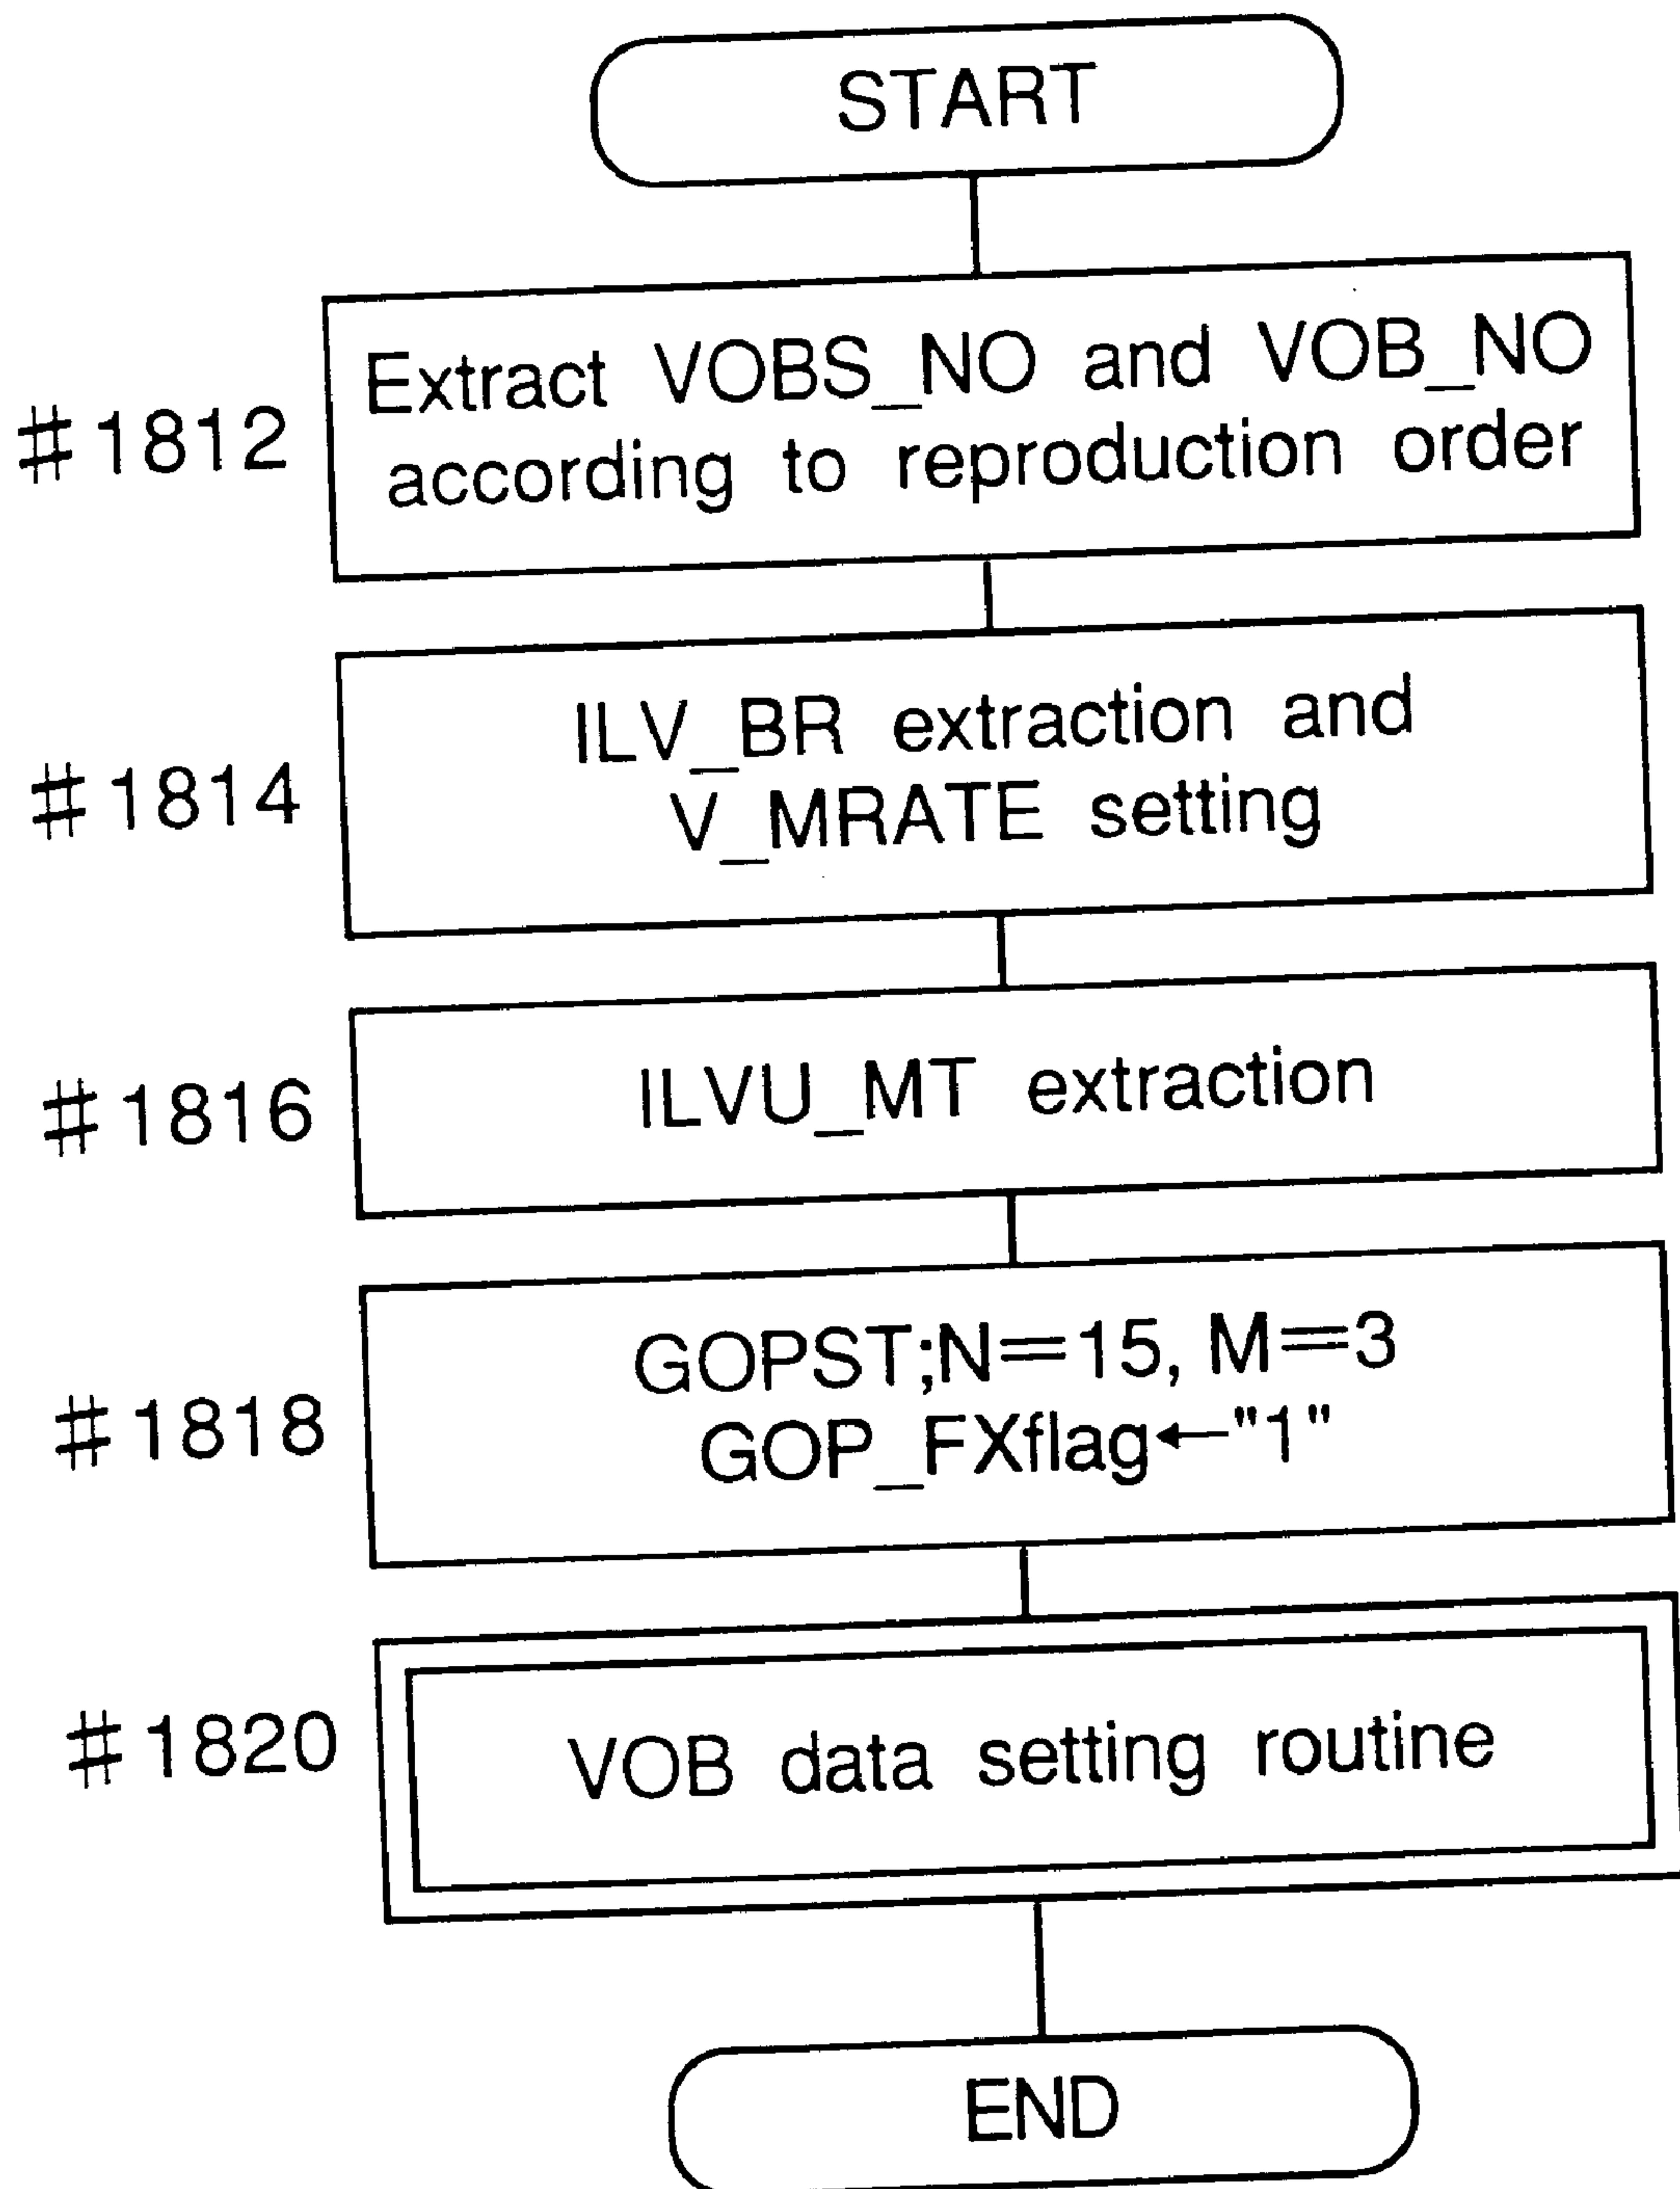 START
#1812
Extract VOBS_NO and VOB_NO
according to reproduction order
#1814
ILV_BR extraction and
V_MRATE setting
#1816
ILVU_MT extraction
#1818
GOPST;N=15, M=3
GOP_FXflag←"1"
#1820
VOB data setting routine
END